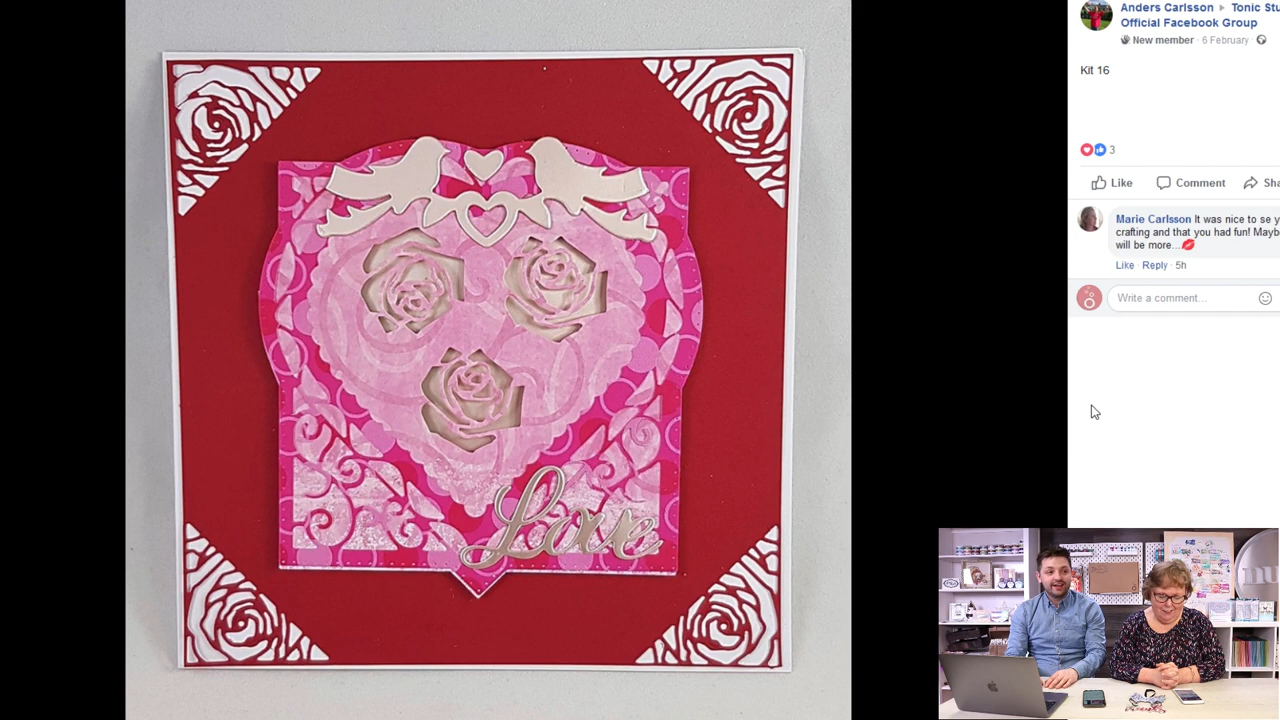 Anders Carlsson ▸ Tonic Stu
Official Facebook Group
New member · 6 February ·
Kit 16
3
Like Comment Sha
Marie Carlsson It was nice to se y
crafting and that you had fun! Mayb
will be more...
Like · Reply · 5h
Write a comment...
Love